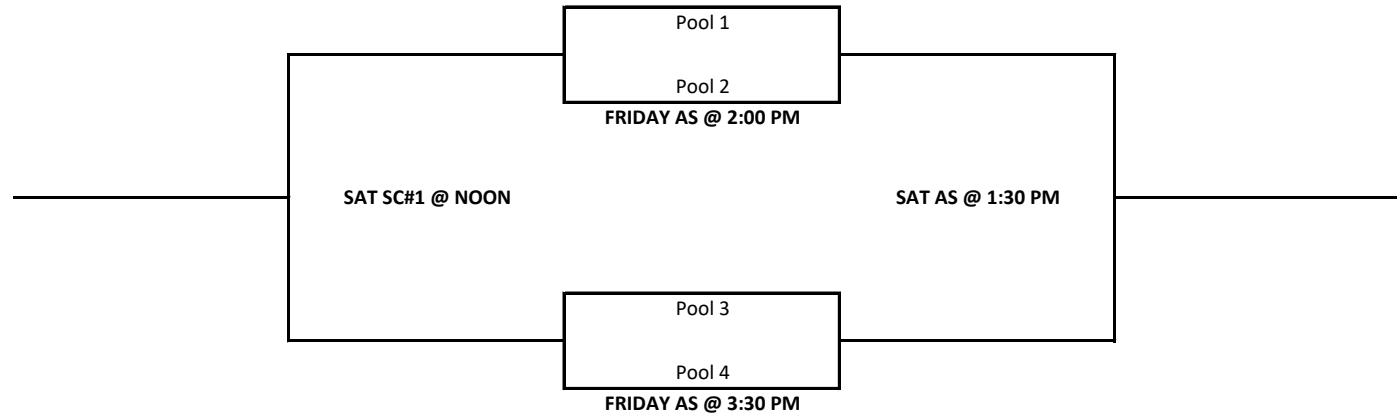 Pool 1
Pool 2
FRIDAY AS @ 2:00 PM
SAT SC#1 @ NOON
SAT AS @ 1:30 PM
Pool 3
Pool 4
FRIDAY AS @ 3:30 PM